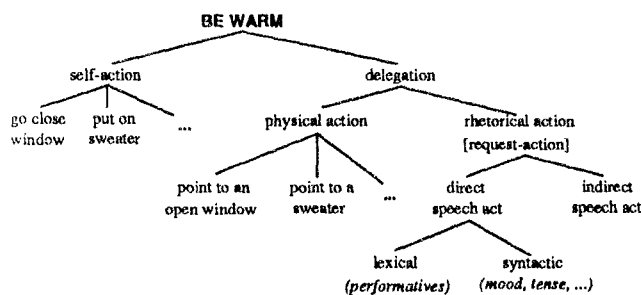 BE WARM
self-action delegation
go close put on ... physical action rhetorical action
window sweater [request-action]
point to an point to a ... direct indirect
open window sweater speech act speech act
lexical syntactic
(performatives) (mood, tense, ...)